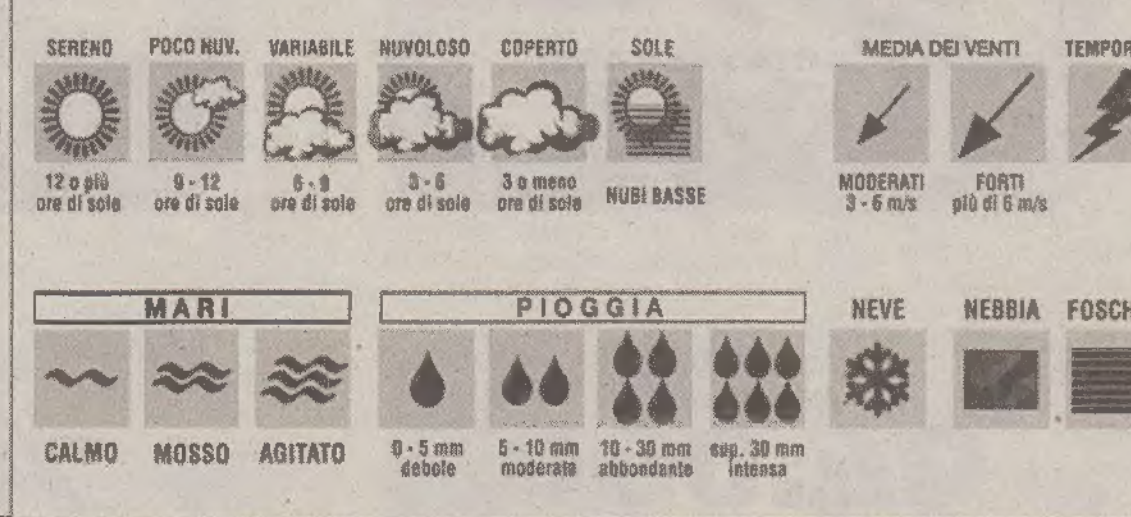 SERENO POCO NUV. VARIABILE NUVOLOSO COPERTO SOLE MEDIA DEI VENTI TEMPOR
12 o più 9 - 12 6 - 9 3 - 6 3 o meno
ore di sole ore di sole ore di sole ore di sole ore di sole NUBI BASSE
MODERATI FORTI
3 - 6 m/s più di 6 m/s
MARI PIOGGIA NEVE NEBBIA FOSCH
CALMO MOSSO AGITATO
0 - 5 mm 5 - 10 mm 10 - 30 mm sup. 30 mm
debole moderata abbondante intensa